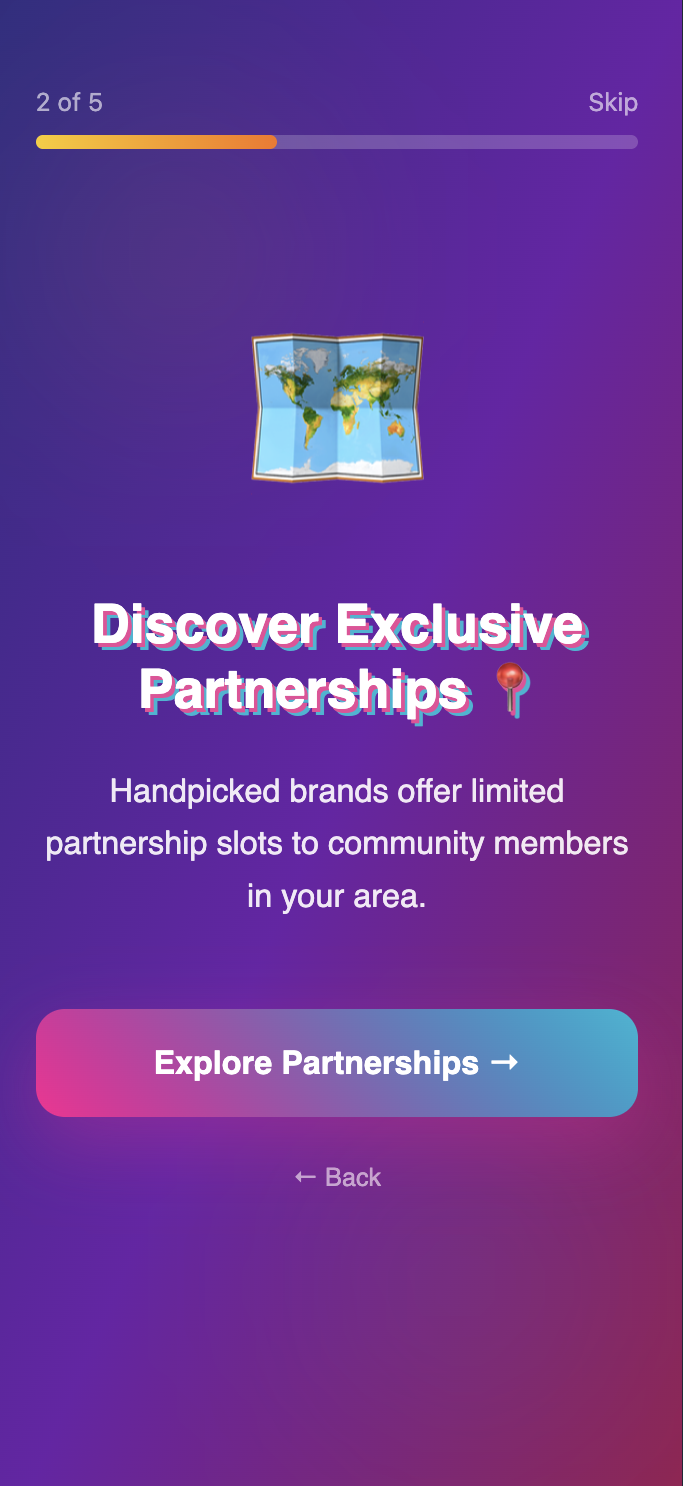 2 of 5
Skip
Discover Exclusive
Partnerships 📍
Handpicked brands offer limited
partnership slots to community members
in your area.
Explore Partnerships →
← Back